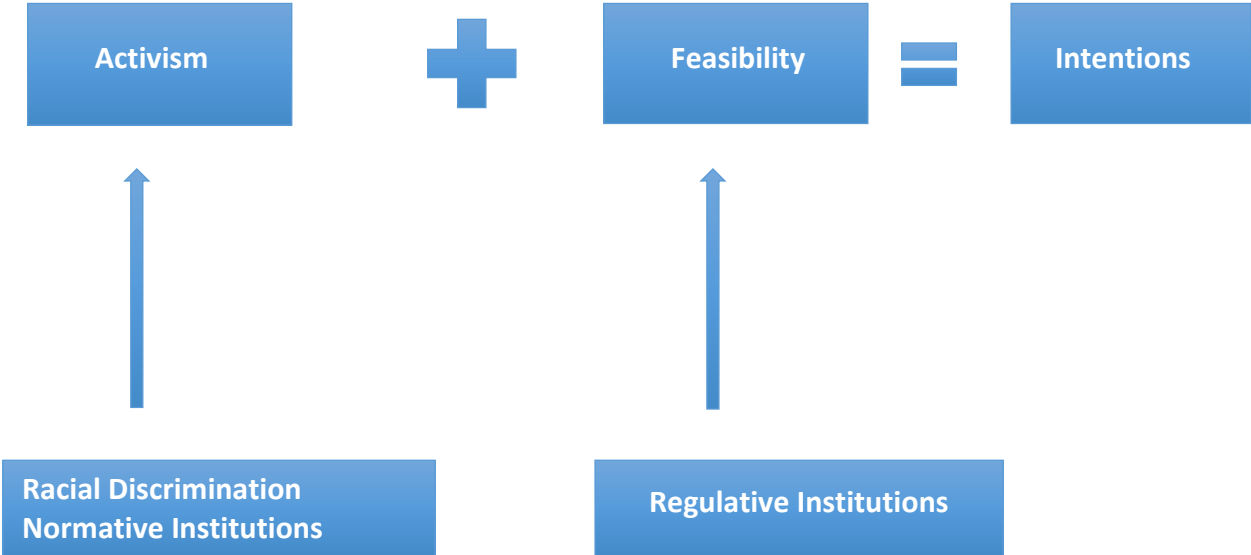 Activism
Feasibility
Intentions
Racial Discrimination
Normative Institutions
Regulative Institutions